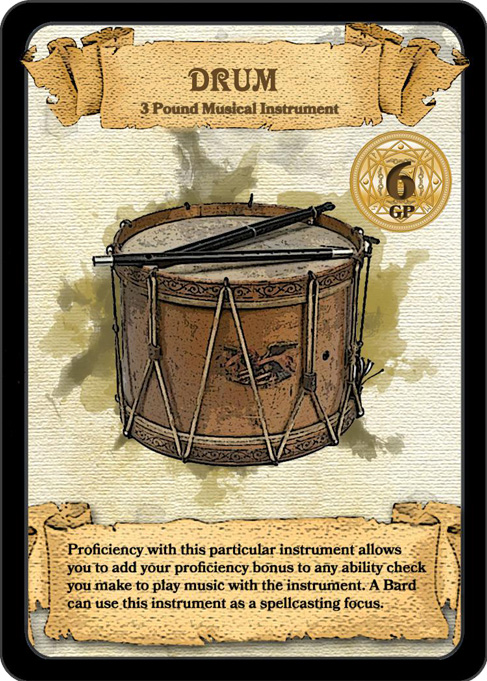 DRUM
3 Pound Musical Instrument
6
GP
Proficiency with this particular instrument allows
you to add your proficiency bonus to any ability check
you make to play music with the instrument. A Bard
can use this instrument as a spellcasting focus.